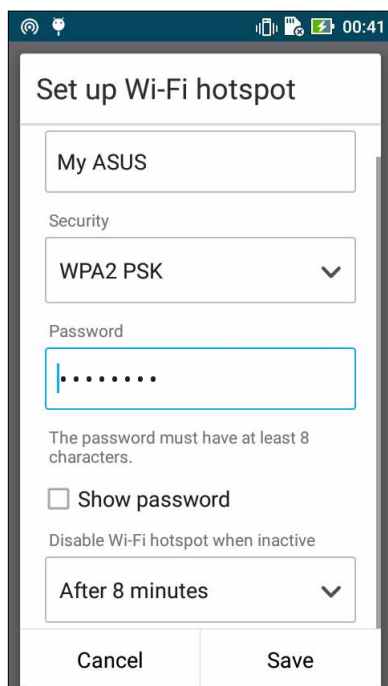 00:41
Set up Wi-Fi hotspot
My ASUS
Security
WPA2 PSK
Password
••••••••
The password must have at least 8
characters.
Show password
Disable Wi-Fi hotspot when inactive
After 8 minutes
Cancel Save